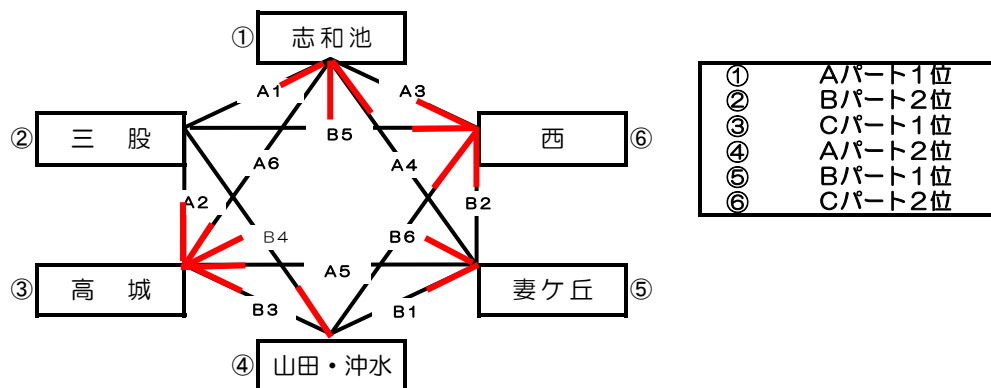 ① 志和池
A1
A3
② 三 股
B5
西 ⑥
A6
A4
A2
B2
B4
B6
③ 高 城
A5
妻ケ丘 ⑤
B3
B1
④ 山田・沖水
① Aパート1位
② Bパート2位
③ Cパート1位
④ Aパート2位
⑤ Bパート1位
⑥ Cパート2位